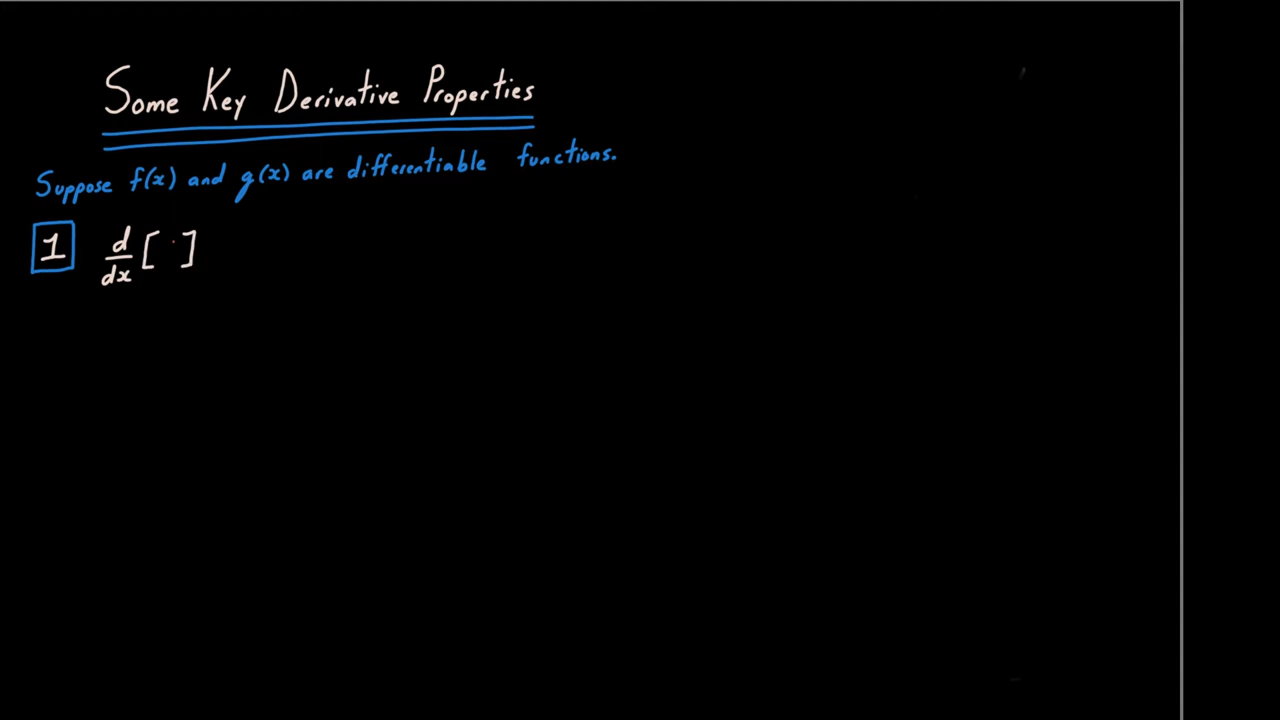 Some Key Derivative Properties
Suppose f(x) and g(x) are differentiable functions.
1 d/dx [ ]